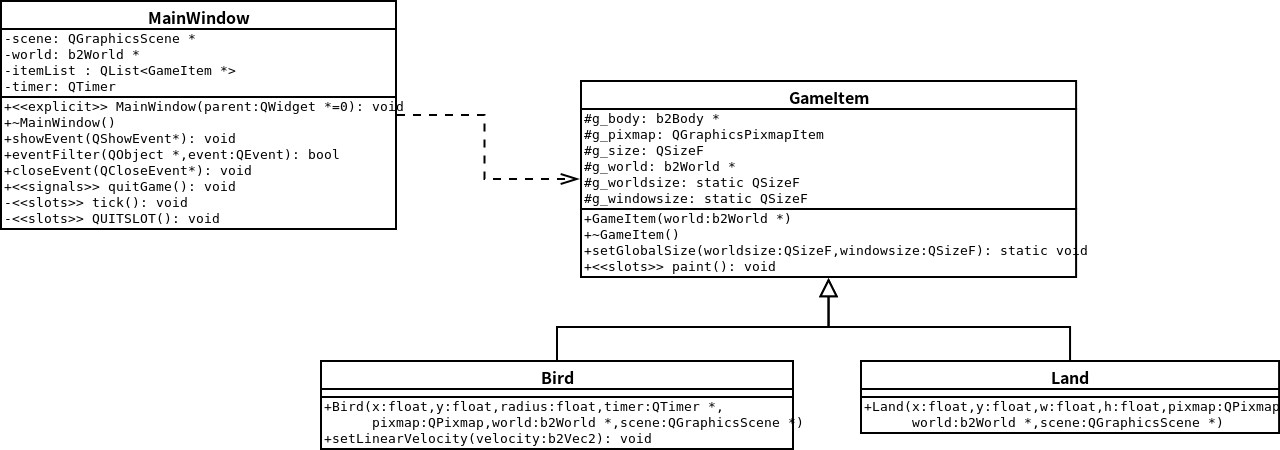 MainWindow
-scene: QGraphicsScene *
-world: b2World *
-itemList : QList<GameItem *>
-timer: QTimer
+<<explicit>> MainWindow(parent:QWidget *=0): void
+~MainWindow()
+showEvent(QShowEvent*): void
+eventFilter(QObject *,event:QEvent): bool
+closeEvent(QCloseEvent*): void
+<<signals>> quitGame(): void
-<<slots>> tick(): void
-<<slots>> QUITSLOT(): void
GameItem
#g_body: b2Body *
#g_pixmap: QGraphicsPixmapItem
#g_size: QSizeF
#g_world: b2World *
#g_worldsize: static QSizeF
#g_windowsize: static QSizeF
+GameItem(world:b2World *)
+~GameItem()
+setGlobalSize(worldsize:QSizeF,windowsize:QSizeF): static void
+<<slots>> paint(): void
Bird
+Bird(x:float,y:float,radius:float,timer:QTimer *,
pixmap:QPixmap,world:b2World *,scene:QGraphicsScene *)
+setLinearVelocity(velocity:b2Vec2): void
Land
+Land(x:float,y:float,w:float,h:float,pixmap:QPixmap
world:b2World *,scene:QGraphicsScene *)